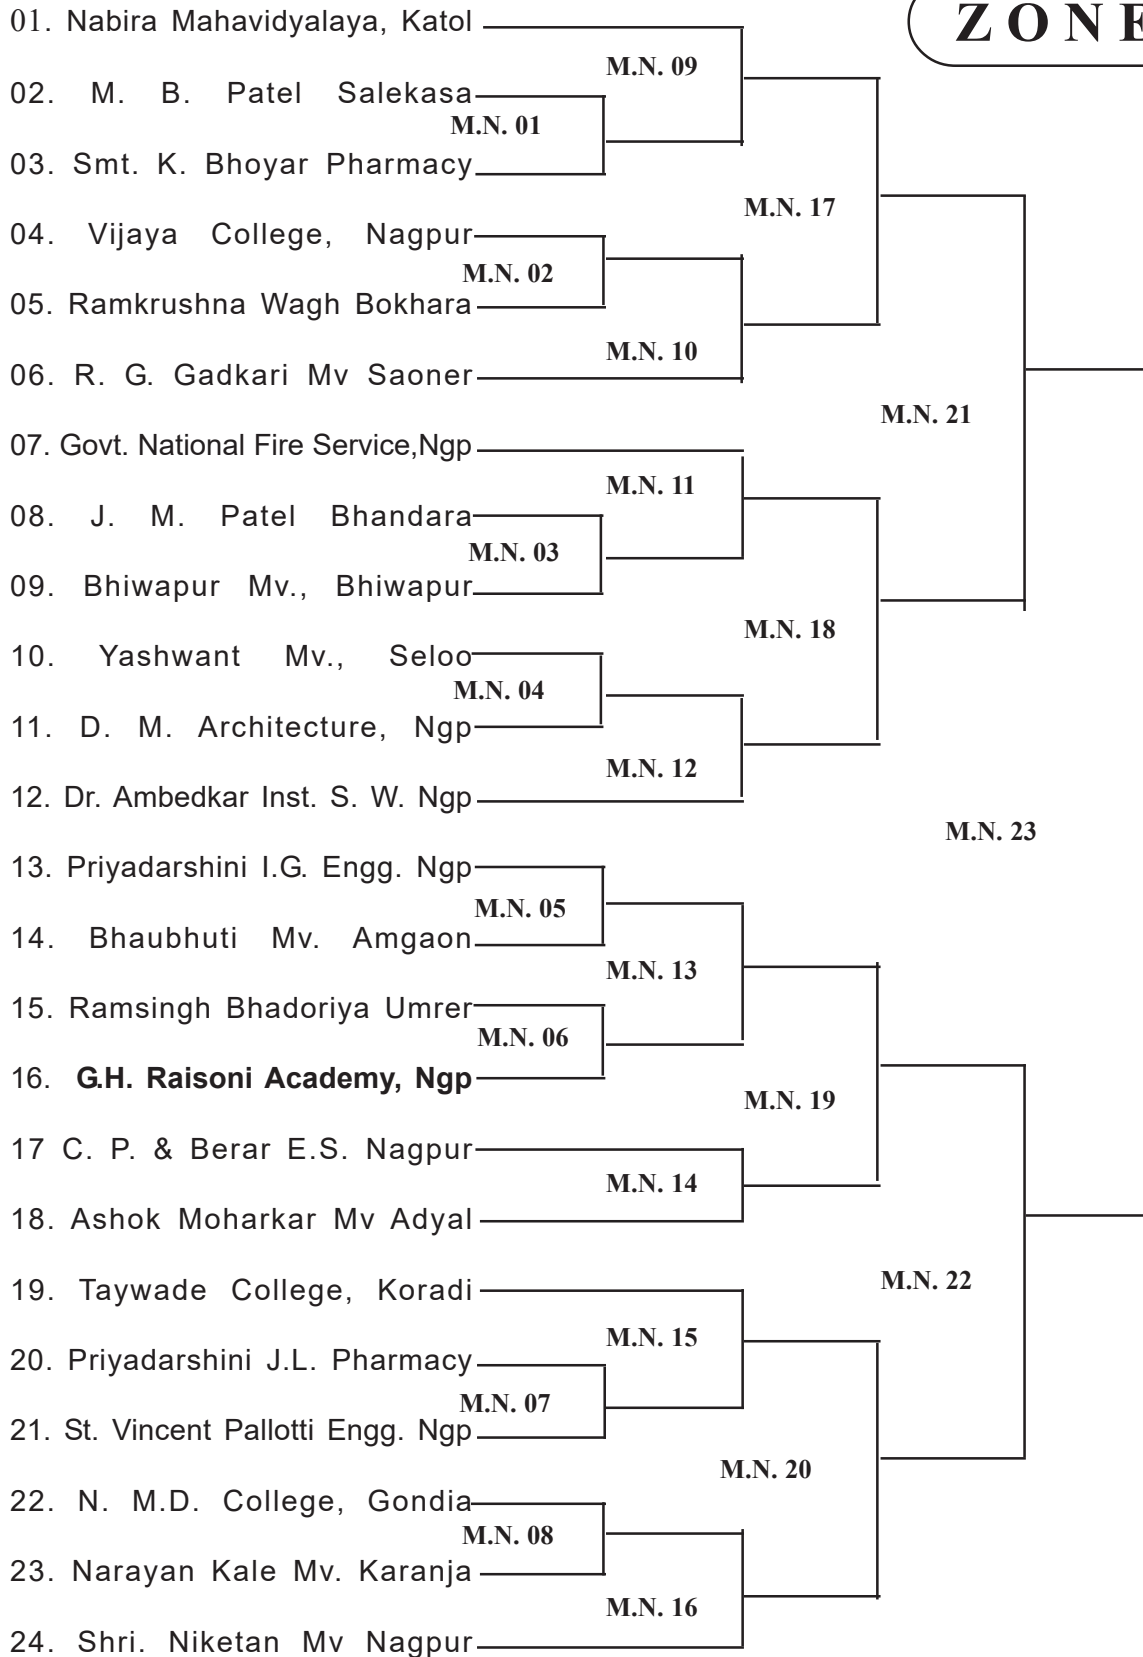 01. Nabira Mahavidyalaya, Katol
ZONE
M.N. 09
02. M. B. Patel Salekasa
M.N. 01
03. Smt. K. Bhoyar Pharmacy
M.N. 17
04. Vijaya College, Nagpur
M.N. 02
05. Ramkrushna Wagh Bokhara
M.N. 10
06. R. G. Gadkari Mv Saoner
M.N. 21
07. Govt. National Fire Service,Ngp
M.N. 11
08. J. M. Patel Bhandara
M.N. 03
09. Bhiwapur Mv., Bhiwapur
M.N. 18
10. Yashwant Mv., Seloo
M.N. 04
11. D. M. Architecture, Ngp
M.N. 12
12. Dr. Ambedkar Inst. S. W. Ngp
M.N. 23
13. Priyadarshini I.G. Engg. Ngp
M.N. 05
14. Bhaubhuti Mv. Amgaon
M.N. 13
15. Ramsingh Bhadoriya Umrer
M.N. 06
16. G.H. Raisoni Academy, Ngp
M.N. 19
17 C. P. & Berar E.S. Nagpur
M.N. 14
18. Ashok Moharkar Mv Adyal
M.N. 22
19. Taywade College, Koradi
M.N. 15
20. Priyadarshini J.L. Pharmacy
M.N. 07
21. St. Vincent Pallotti Engg. Ngp
M.N. 20
22. N. M.D. College, Gondia
M.N. 08
23. Narayan Kale Mv. Karanja
M.N. 16
24. Shri. Niketan Mv Nagpur